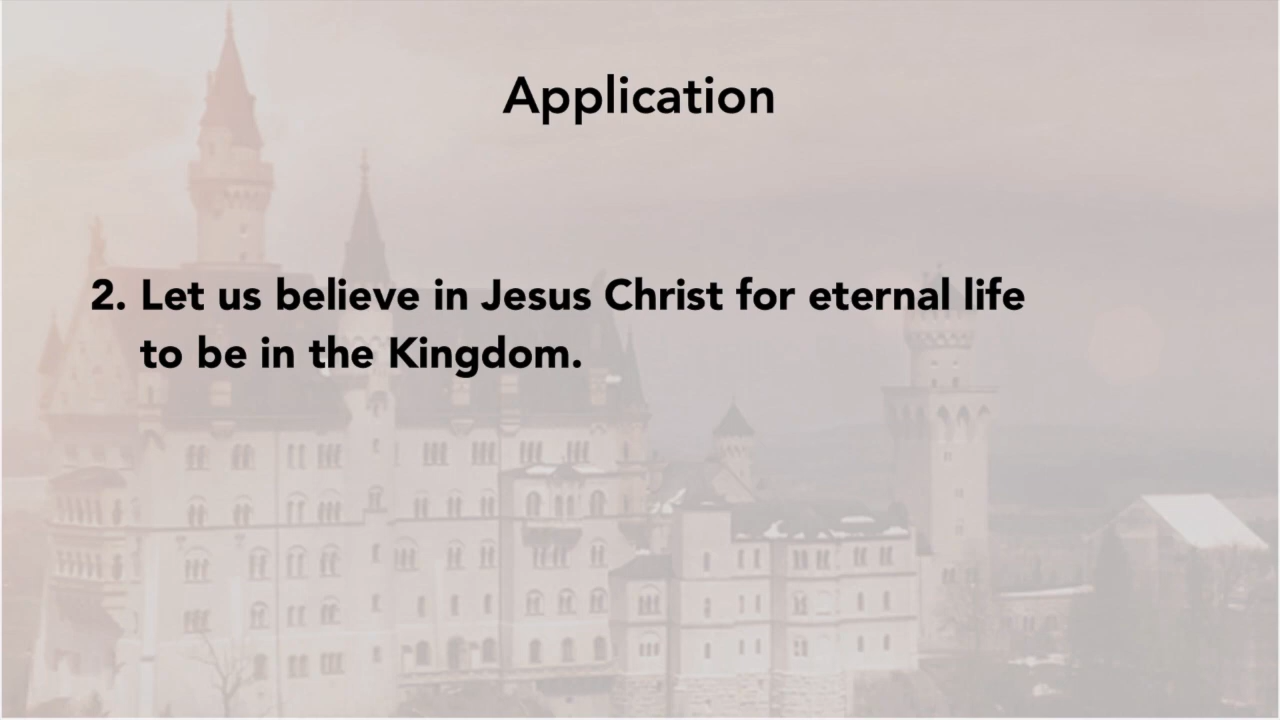 Application
2. Let us believe in Jesus Christ for eternal life
to be in the Kingdom.